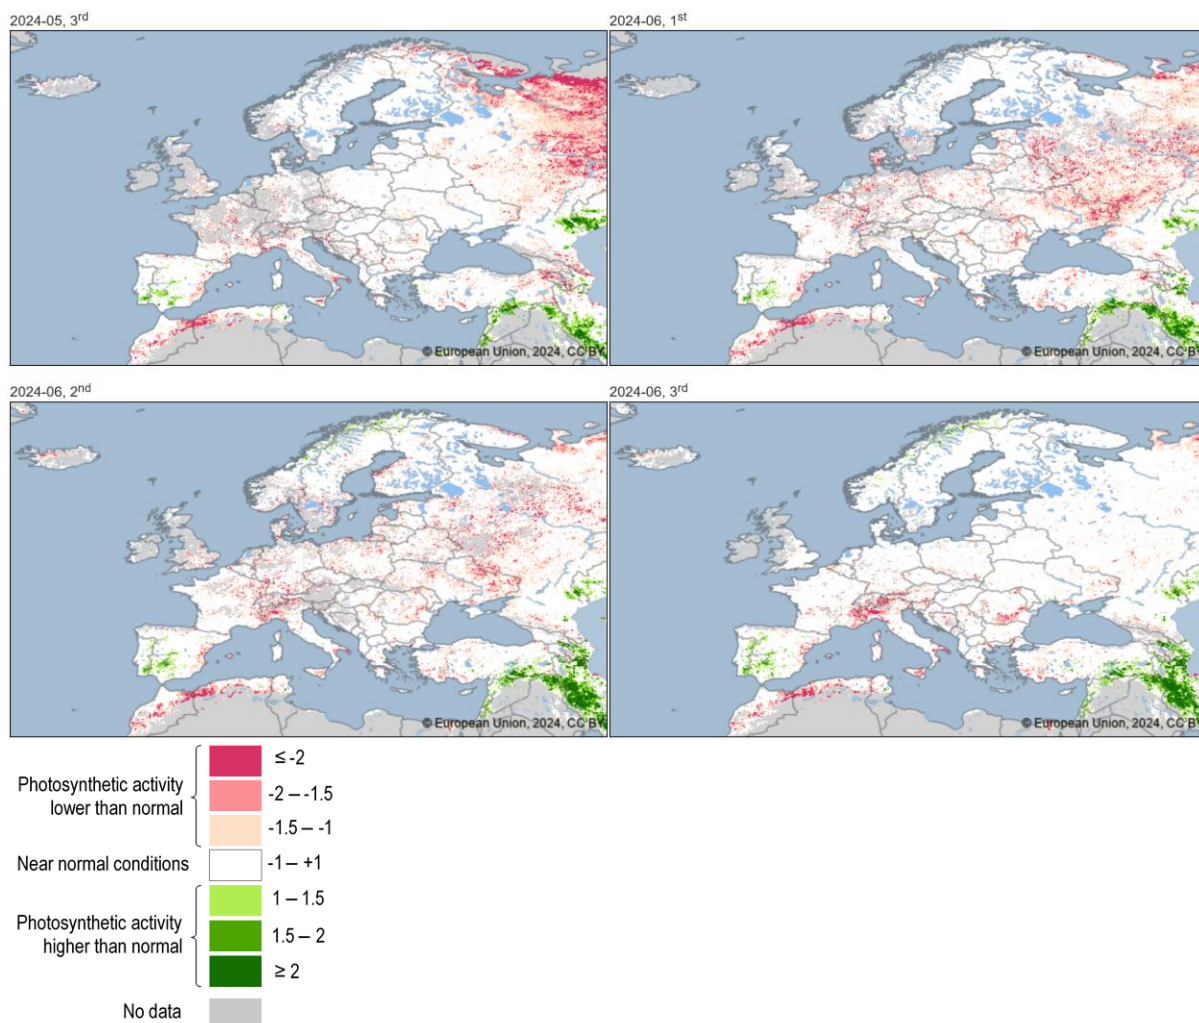 2024-05, 3rd
2024-06, 1st
© European Union, 2024, CC BY
© European Union, 2024, CC BY
2024-06, 2nd
2024-06, 3rd
© European Union, 2024, CC BY
© European Union, 2024, CC BY
Photosynthetic activity
lower than normal
≤ -2
-2 – -1.5
-1.5 – -1
Near normal conditions
-1 – +1
Photosynthetic activity
higher than normal
1 – 1.5
1.5 – 2
≥ 2
No data